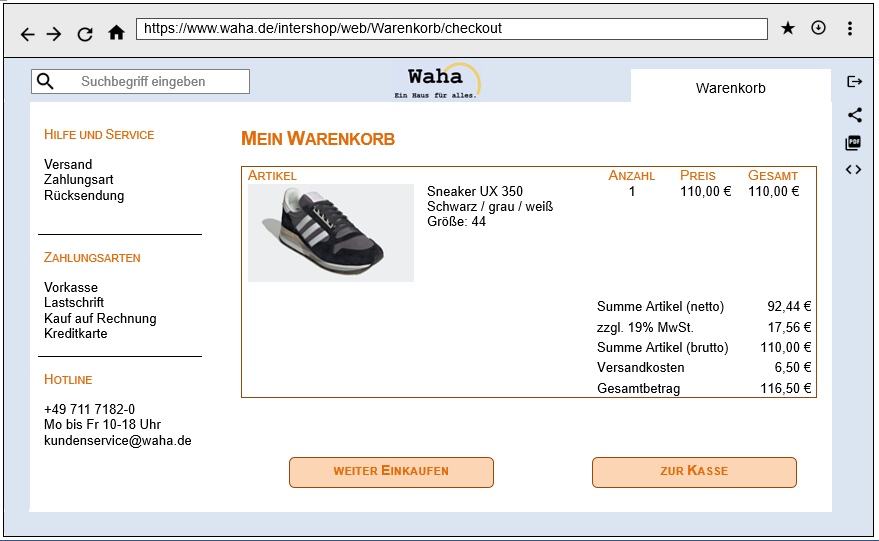 https://www.waha.de/intershop/web/Warenkorb/checkout
Suchbegriff eingeben
Waha
Ein Haus für alles.
Warenkorb
PDF
HILFE UND SERVICE
Versand
Zahlungsart
Rücksendung
ZAHLUNGSARTEN
Vorkasse
Lastschrift
Kauf auf Rechnung
Kreditkarte
HOTLINE
+49 711 7182-0
Mo bis Fr 10-18 Uhr
kundenservice@waha.de
MEIN WARENKORB
ARTIKEL ANZAHL PREIS GESAMT
Sneaker UX 350 1 110,00 € 110,00 €
Schwarz / grau / weiß
Größe: 44
Summe Artikel (netto) 92,44 €
zzgl. 19% MwSt. 17,56 €
Summe Artikel (brutto) 110,00 €
Versandkosten 6,50 €
Gesamtbetrag 116,50 €
WEITER EINKAUFEN
ZUR KASSE